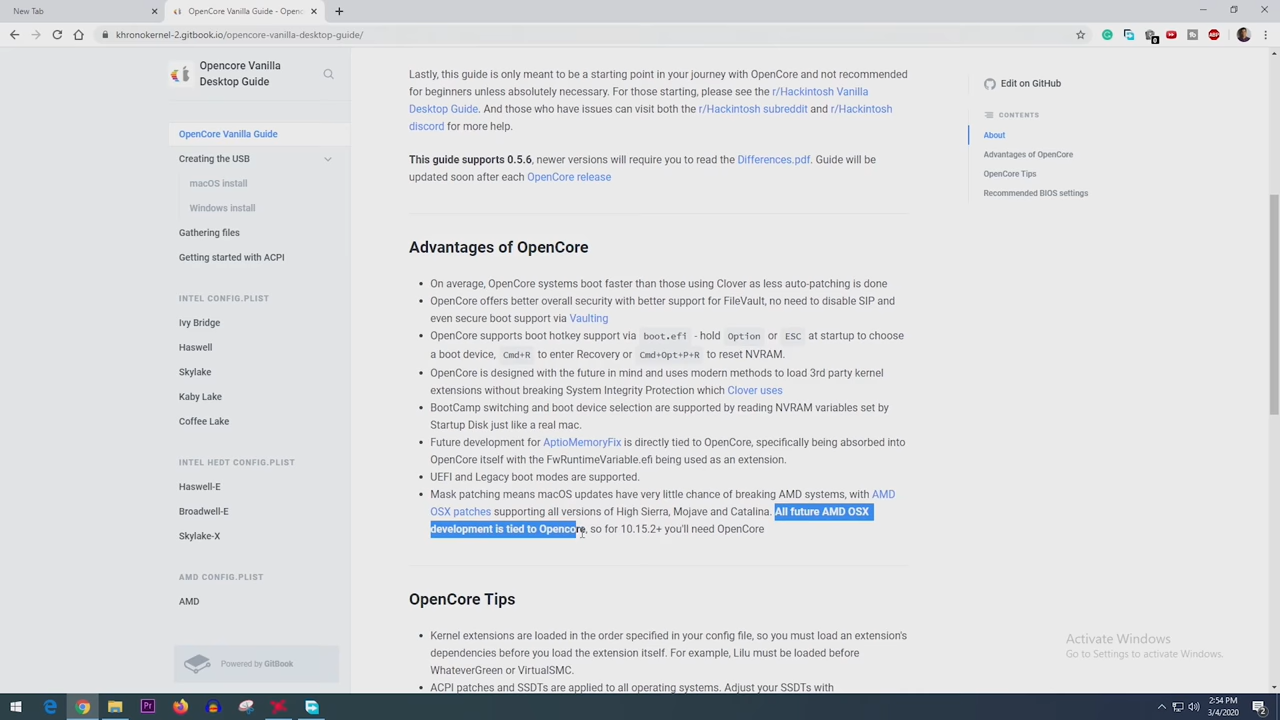 New Tab
OpenCore Vanilla Guide - Openco
khronokernel-2.gitbook.io/opencore-vanilla-desktop-guide/
Opencore Vanilla
Desktop Guide
OpenCore Vanilla Guide
Creating the USB
macOS install
Windows install
Gathering files
Getting started with ACPI
INTEL CONFIG.PLIST
Ivy Bridge
Haswell
Skylake
Kaby Lake
Coffee Lake
INTEL HEDT CONFIG.PLIST
Haswell-E
Broadwell-E
Skylake-X
AMD CONFIG.PLIST
AMD
Powered by GitBook
Lastly, this guide is only meant to be a starting point in your journey with OpenCore and not recommended
for beginners unless absolutely necessary. For those starting, please see the r/Hackintosh Vanilla
Desktop Guide. And those who have issues can visit both the r/Hackintosh subreddit and r/Hackintosh
discord for more help.
This guide supports 0.5.6, newer versions will require you to read the Differences.pdf. Guide will be
updated soon after each OpenCore release
Advantages of OpenCore
• On average, OpenCore systems boot faster than those using Clover as less auto-patching is done
• OpenCore offers better overall security with better support for FileVault, no need to disable SIP and
even secure boot support via Vaulting
• OpenCore supports boot hotkey support via boot.efi - hold Option or ESC at startup to choose
a boot device, Cmd+R to enter Recovery or Cmd+Opt+P+R to reset NVRAM.
• OpenCore is designed with the future in mind and uses modern methods to load 3rd party kernel
extensions without breaking System Integrity Protection which Clover uses
• BootCamp switching and boot device selection are supported by reading NVRAM variables set by
Startup Disk just like a real mac.
• Future development for AptioMemoryFix is directly tied to OpenCore, specifically being absorbed into
OpenCore itself with the FwRuntimeVariable.efi being used as an extension.
• UEFI and Legacy boot modes are supported.
• Mask patching means macOS updates have very little chance of breaking AMD systems, with AMD
OSX patches supporting all versions of High Sierra, Mojave and Catalina. All future AMD OSX
development is tied to Opencore, so for 10.15.2+ you'll need OpenCore
OpenCore Tips
• Kernel extensions are loaded in the order specified in your config file, so you must load an extension's
dependencies before you load the extension itself. For example, Lilu must be loaded before
WhateverGreen or VirtualSMC.
• ACPI patches and SSDTs are applied to all operating systems. Adjust your SSDTs with
Edit on GitHub
CONTENTS
About
Advantages of OpenCore
OpenCore Tips
Recommended BIOS settings
Activate Windows
Go to Settings to activate Windows.
2:54 PM
3/4/2020